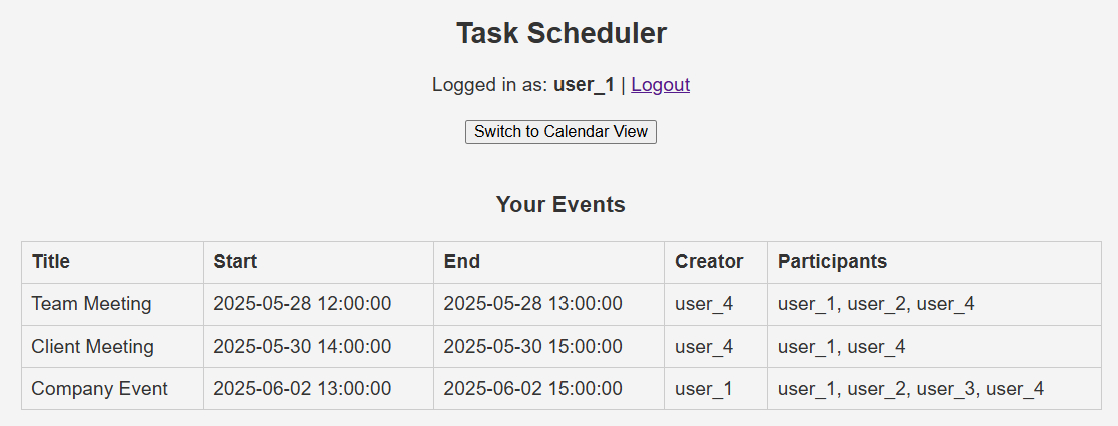 Task Scheduler
Logged in as: user_1 | Logout
Switch to Calendar View
Your Events
Title Start End Creator Participants
Team Meeting 2025-05-28 12:00:00 2025-05-28 13:00:00 user_4 user_1, user_2, user_4
Client Meeting 2025-05-30 14:00:00 2025-05-30 15:00:00 user_4 user_1, user_4
Company Event 2025-06-02 13:00:00 2025-06-02 15:00:00 user_1 user_1, user_2, user_3, user_4